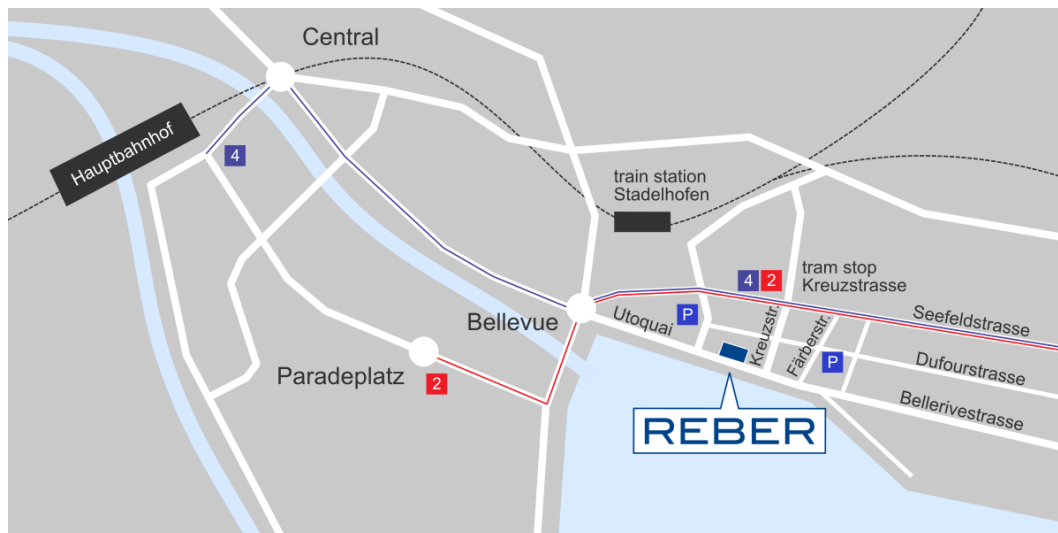 Central
Hauptbahnhof
4
train station
Stadelhofen
4 2
tram stop
Kreuzstrasse
Bellevue
Utoquai
P
Kreuzstr.
Färberstr.
Seefeldstrasse
P
Dufourstrasse
Paradeplatz
2
Bellerivestrasse
REBER